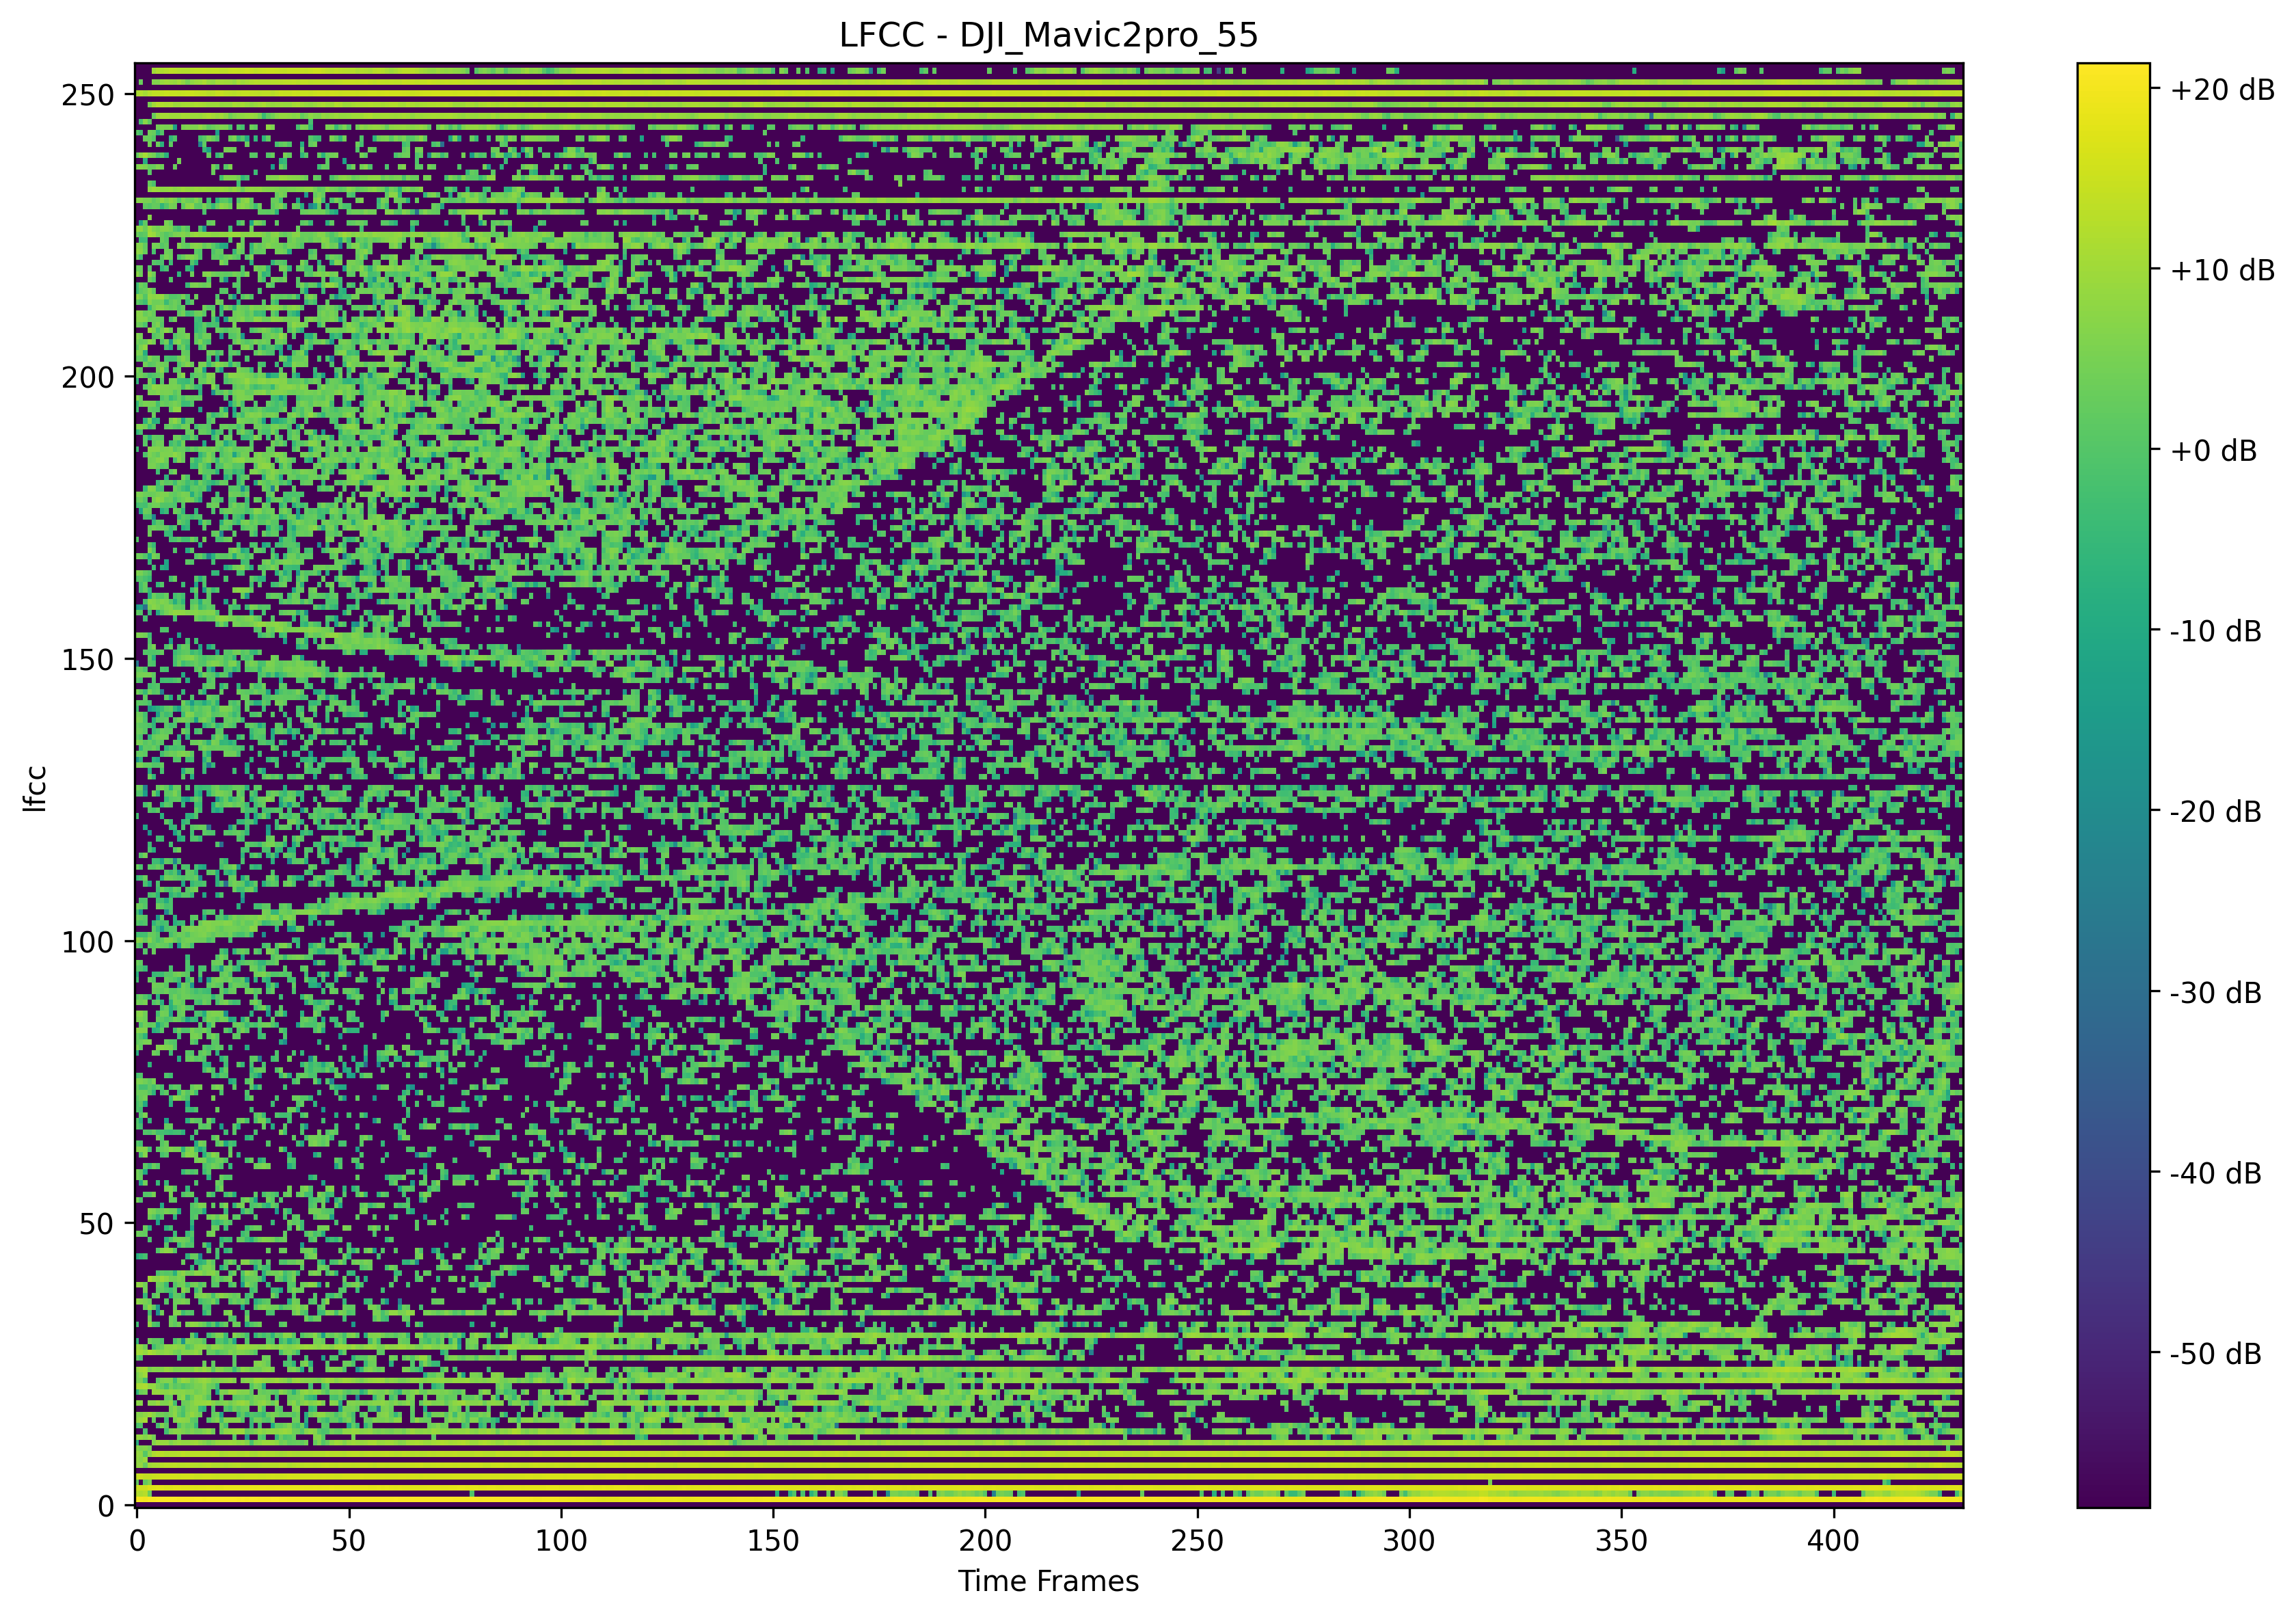 LFCC - DJI_Mavic2pro_55
250
200
150
100
50
0
lfcc
0 50 100 150 200 250 300 350 400
Time Frames
+20 dB
+10 dB
+0 dB
-10 dB
-20 dB
-30 dB
-40 dB
-50 dB